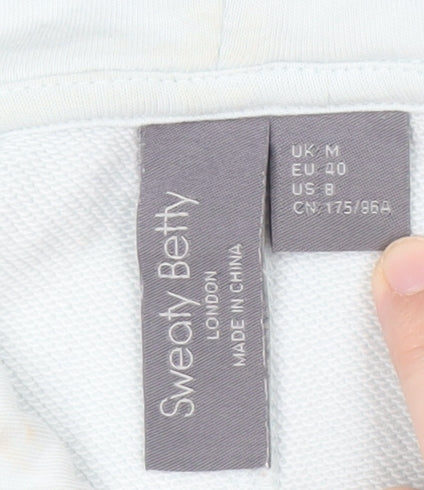 Sweaty Betty
LONDON
MADE IN CHINA
UK M
EU 40
US 8
CN 175/96A